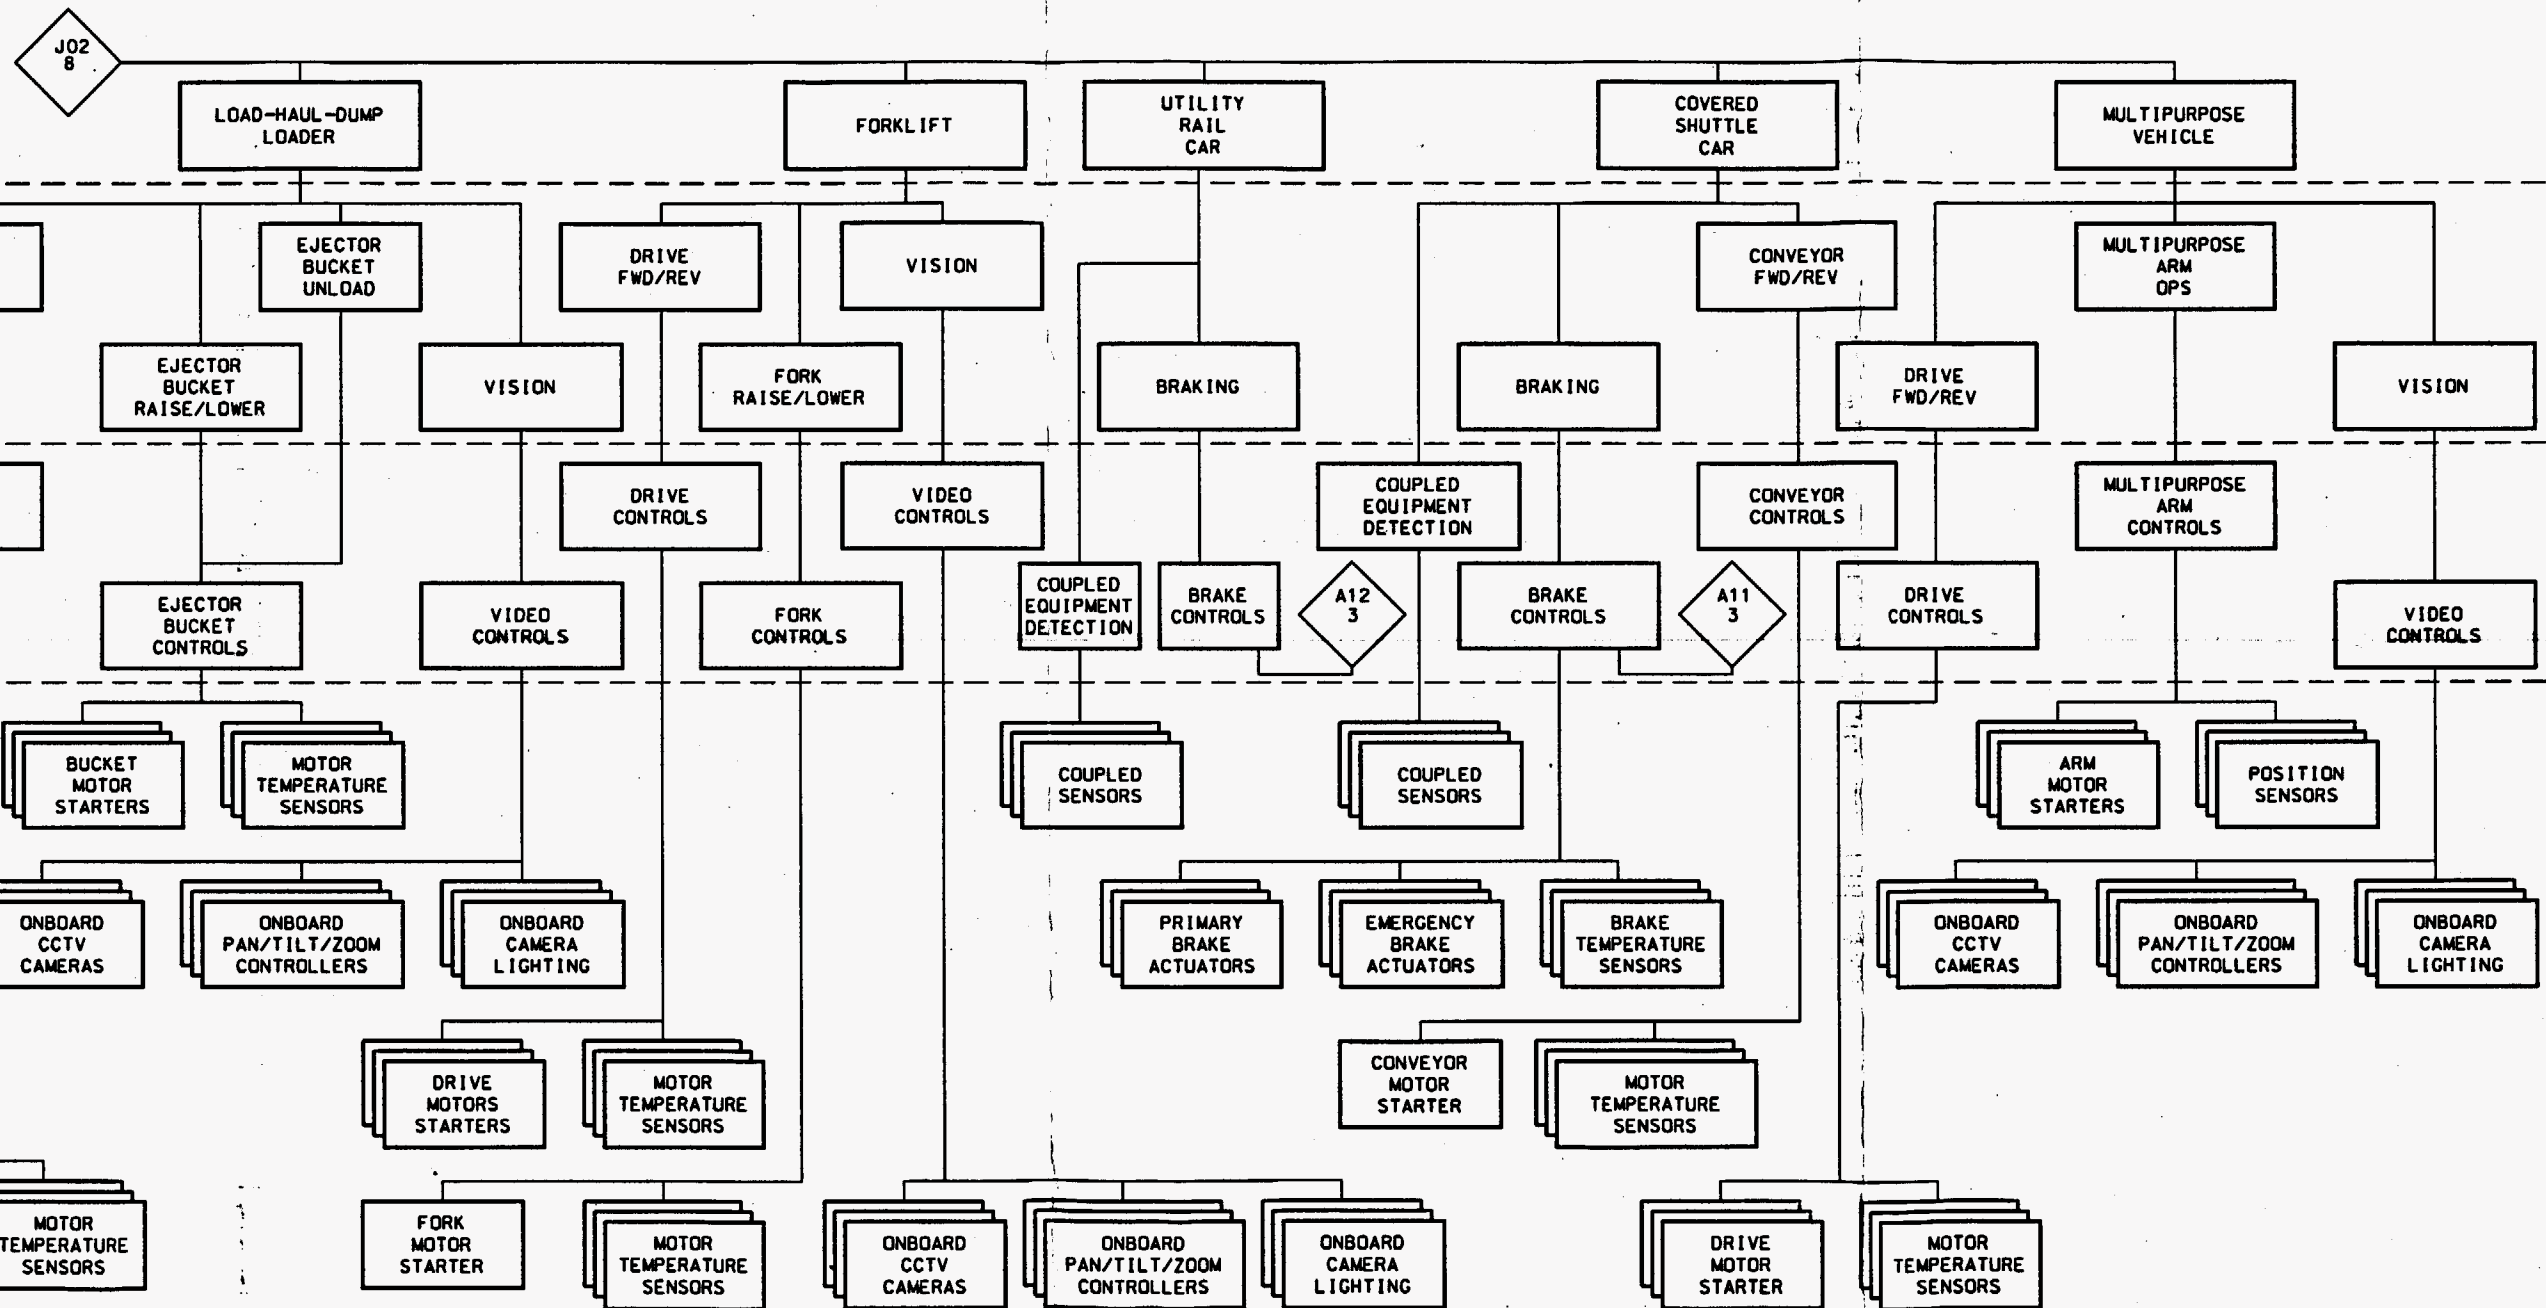 J02
8
LOAD-HAUL-DUMP
LOADER
FORKLIFT
UTILITY
RAIL
CAR
COVERED
SHUTTLE
CAR
MULTIPURPOSE
VEHICLE
EJECTOR
BUCKET
UNLOAD
DRIVE
FWD/REV
VISION
CONVEYOR
FWD/REV
MULTIPURPOSE
ARM
OPS
EJECTOR
BUCKET
RAISE/LOWER
VISION
FORK
RAISE/LOWER
BRAKING
BRAKING
DRIVE
FWD/REV
VISION
DRIVE
CONTROLS
VIDEO
CONTROLS
COUPLED
EQUIPMENT
DETECTION
CONVEYOR
CONTROLS
MULTIPURPOSE
ARM
CONTROLS
EJECTOR
BUCKET
CONTROLS
VIDEO
CONTROLS
FORK
CONTROLS
COUPLED
EQUIPMENT
DETECTION
BRAKE
CONTROLS
A12
3
BRAKE
CONTROLS
A11
3
DRIVE
CONTROLS
VIDEO
CONTROLS
BUCKET
MOTOR
STARTERS
MOTOR
TEMPERATURE
SENSORS
COUPLED
SENSORS
COUPLED
SENSORS
ARM
MOTOR
STARTERS
POSITION
SENSORS
ONBOARD
CCTV
CAMERAS
ONBOARD
PAN/TILT/ZOOM
CONTROLLERS
ONBOARD
CAMERA
LIGHTING
PRIMARY
BRAKE
ACTUATORS
EMERGENCY
BRAKE
ACTUATORS
BRAKE
TEMPERATURE
SENSORS
ONBOARD
CCTV
CAMERAS
ONBOARD
PAN/TILT/ZOOM
CONTROLLERS
ONBOARD
CAMERA
LIGHTING
DRIVE
MOTORS
STARTERS
MOTOR
TEMPERATURE
SENSORS
CONVEYOR
MOTOR
STARTER
MOTOR
TEMPERATURE
SENSORS
MOTOR
TEMPERATURE
SENSORS
FORK
MOTOR
STARTER
MOTOR
TEMPERATURE
SENSORS
ONBOARD
CCTV
CAMERAS
ONBOARD
PAN/TILT/ZOOM
CONTROLLERS
ONBOARD
CAMERA
LIGHTING
DRIVE
MOTOR
STARTER
MOTOR
TEMPERATURE
SENSORS